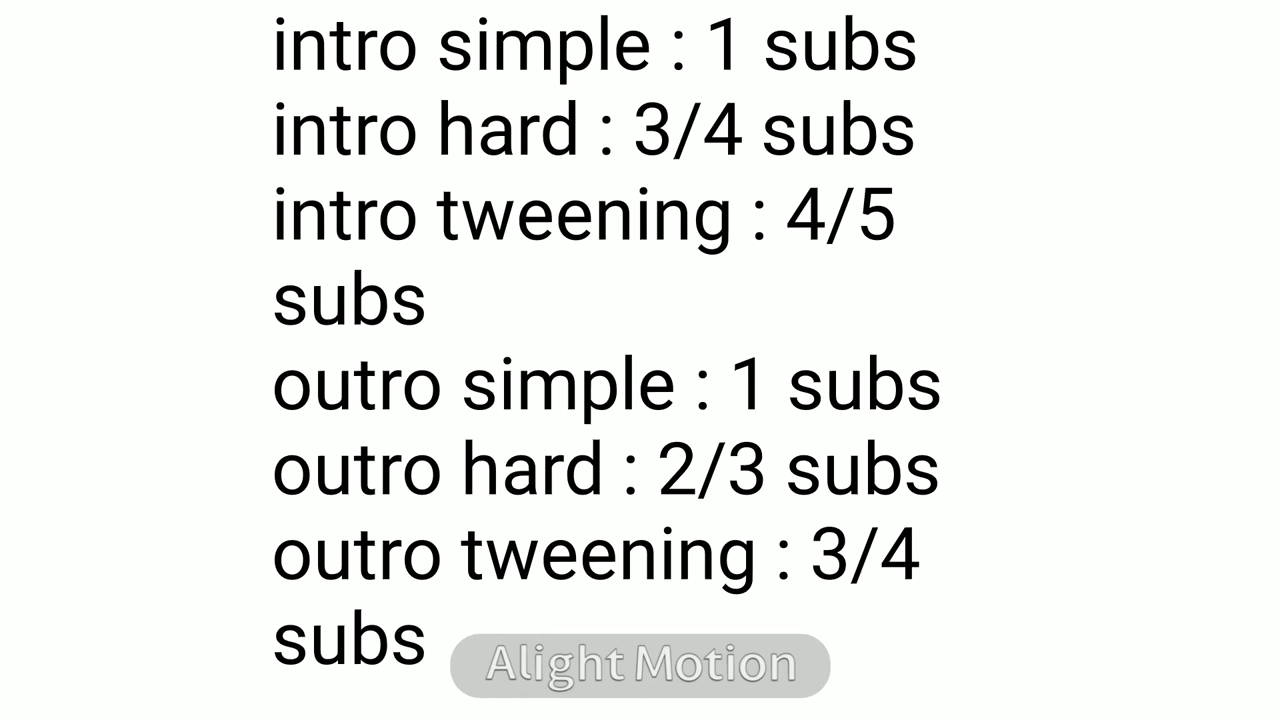 intro simple : 1 subs
intro hard : 3/4 subs
intro tweening : 4/5
subs
outro simple : 1 subs
outro hard : 2/3 subs
outro tweening : 3/4
subs
Alight Motion